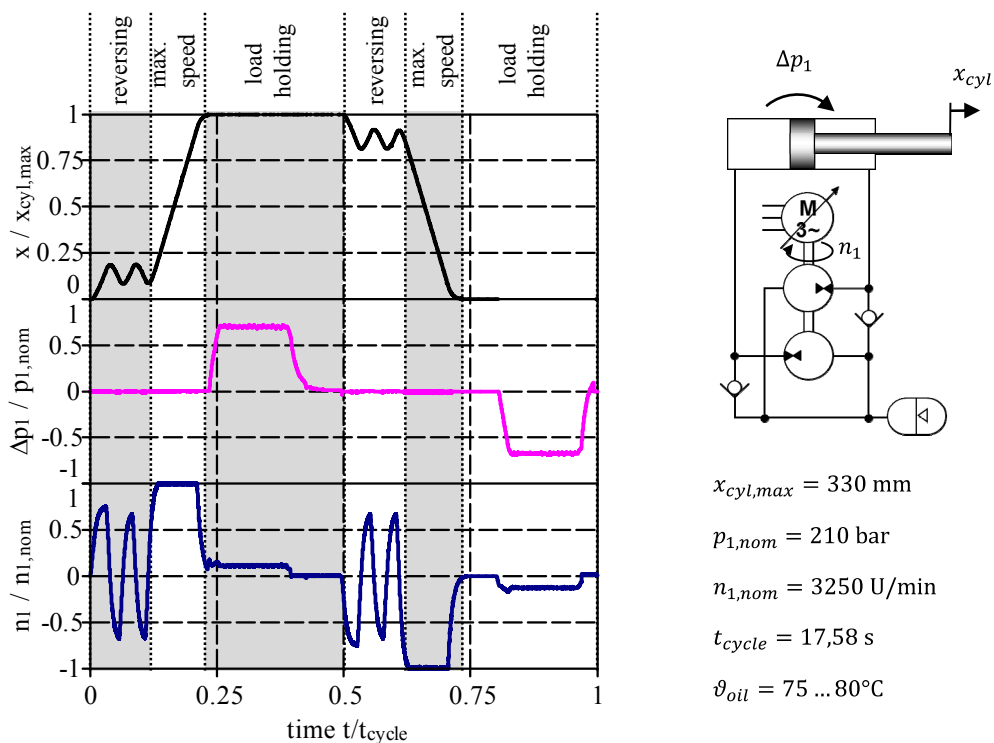 reversing
max.
speed
load
holding
reversing
max.
speed
load
holding
x / xcyl,max
1
0.75
0.5
0.25
0
Δp1 / p1,nom
1
0.5
0
-0.5
-1
n1 / n1,nom
1
0.5
0
-0.5
-1
0
0.25
0.5
0.75
1
time t/tcycle
Δp1
xcyl
M
3~
n1
xcyl,max = 330 mm
p1,nom = 210 bar
n1,nom = 3250 U/min
tcycle = 17,58 s
ϑoil = 75 … 80°C